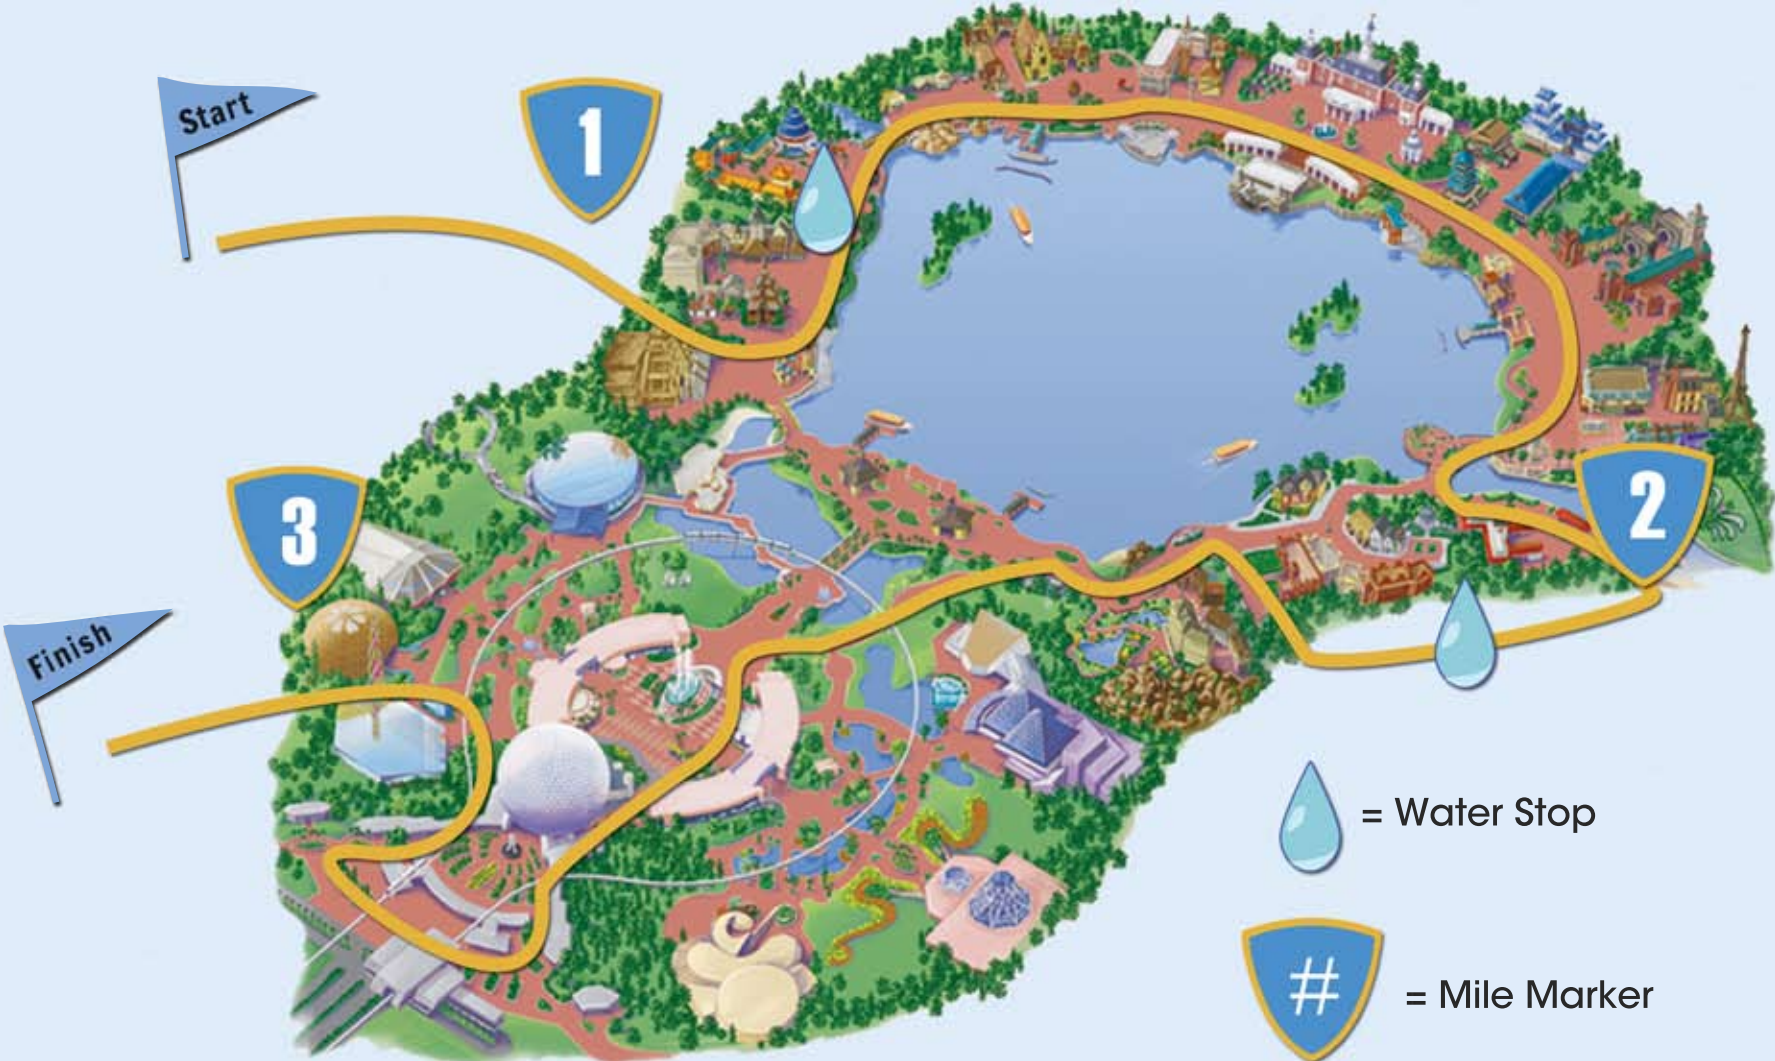 Start
1
2
3
Finish
= Water Stop
#
= Mile Marker